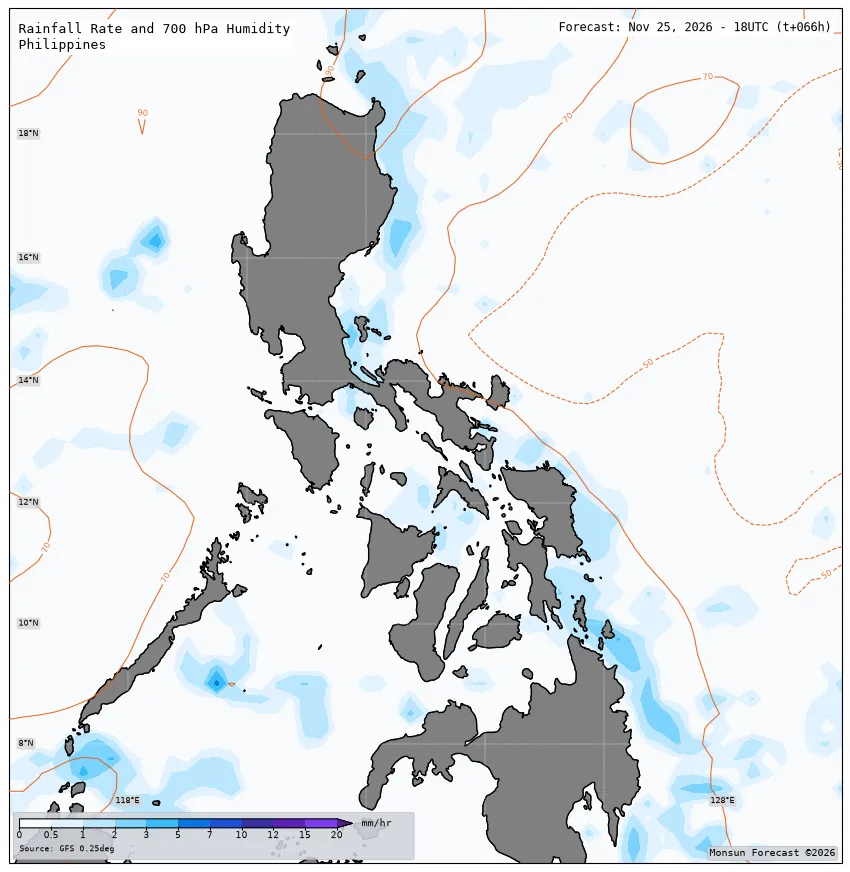 Rainfall Rate and 700 hPa Humidity
Philippines
Forecast: Nov 25, 2026 - 18UTC (t+066h)
90
70
90
70
18°N
16°N
50
14°N
12°N
70
70
50
10°N
8°N
118°E
128°E
0 0.5 1 2 3 5 7 10 12 15 20 mm/hr
Source: GFS 0.25deg
Monsun Forecast ©2026